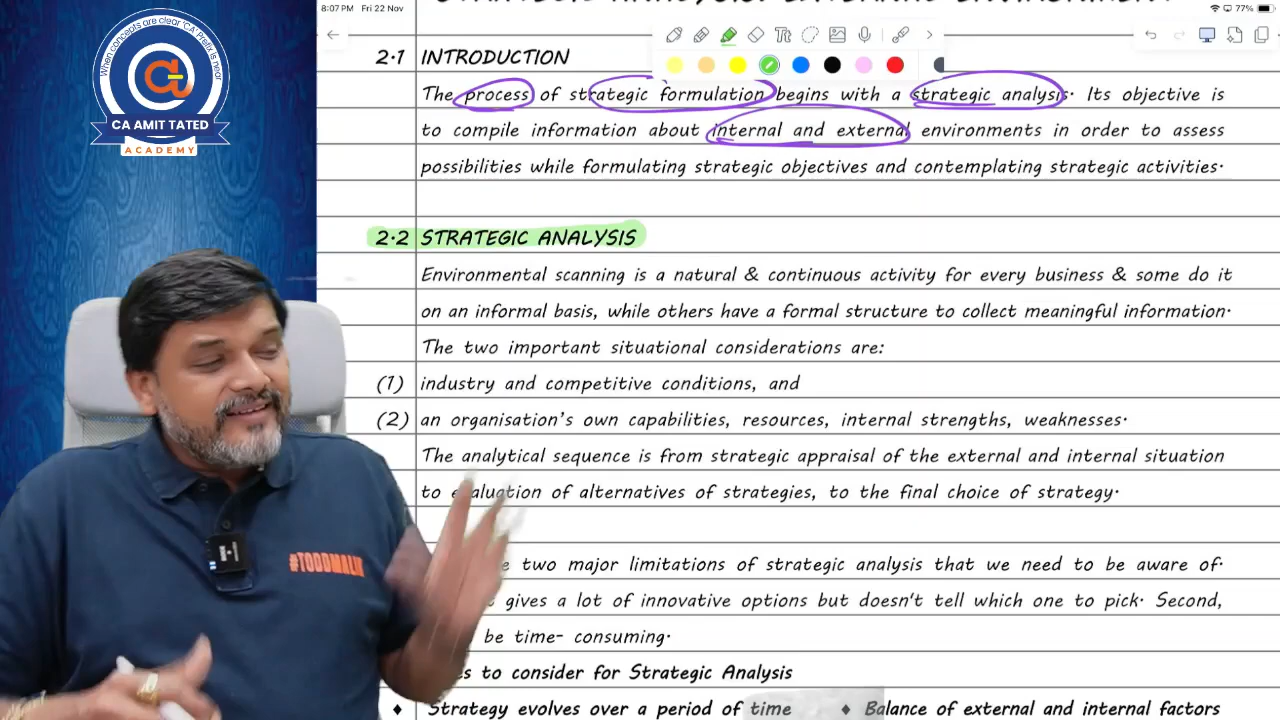 8:07 PM Fri 22 Nov
77%
When concepts are clear 'CA' Prefix is near
CA AMIT TATED
ACADEMY
2.1 INTRODUCTION
The process of strategic formulation begins with a strategic analysis. Its objective is
to compile information about internal and external environments in order to assess
possibilities while formulating strategic objectives and contemplating strategic activities.
2.2 STRATEGIC ANALYSIS
Environmental scanning is a natural & continuous activity for every business & some do it
on an informal basis, while others have a formal structure to collect meaningful information.
The two important situational considerations are:
(1) industry and competitive conditions, and
(2) an organisation's own capabilities, resources, internal strengths, weaknesses.
The analytical sequence is from strategic appraisal of the external and internal situation
to evaluation of alternatives of strategies, to the final choice of strategy.
two major limitations of strategic analysis that we need to be aware of.
gives a lot of innovative options but doesn't tell which one to pick. Second,
be time- consuming.
to consider for Strategic Analysis
♦ Strategy evolves over a period of time ♦ Balance of external and internal factors
#TODDMALIK